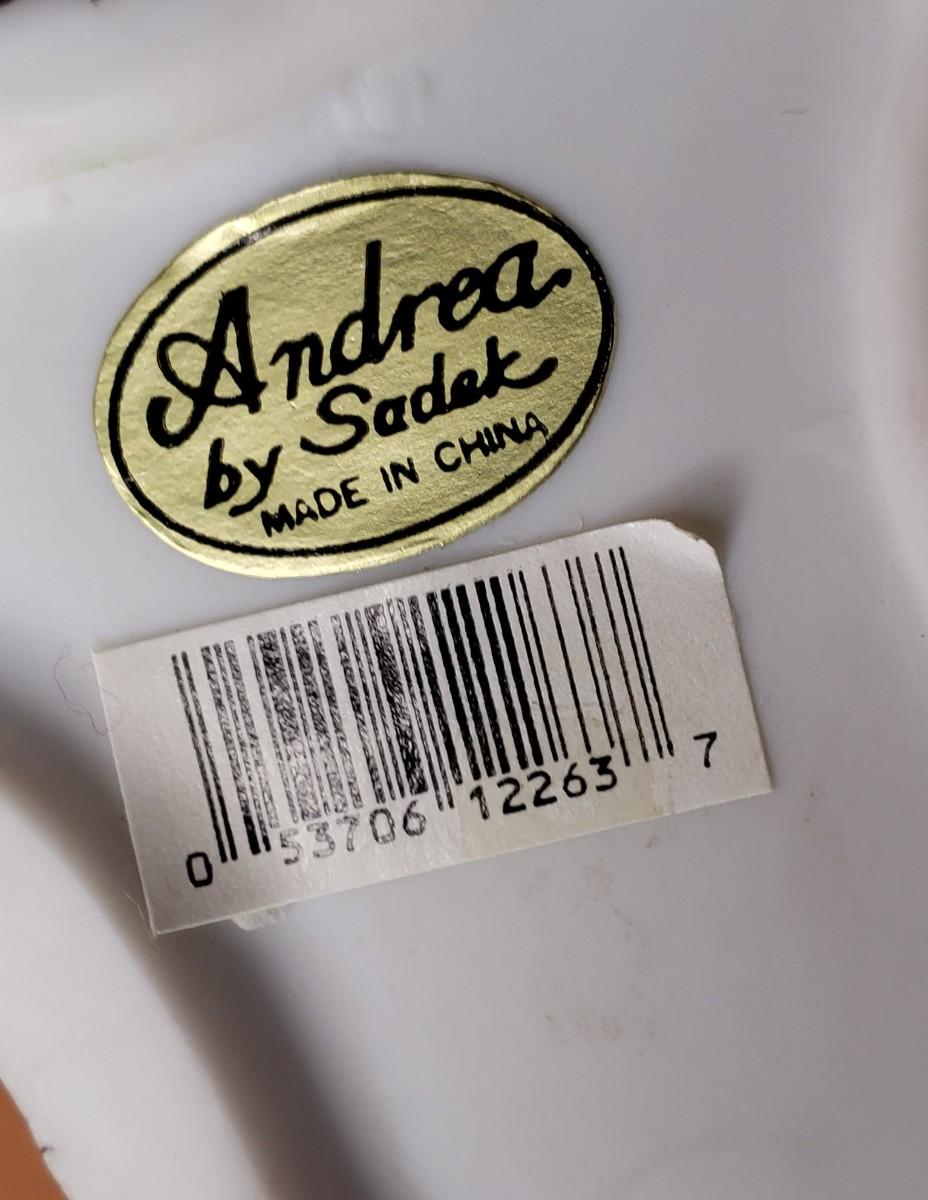 Andrea
by Sadek
MADE IN CHINA
0 53706 12263 7